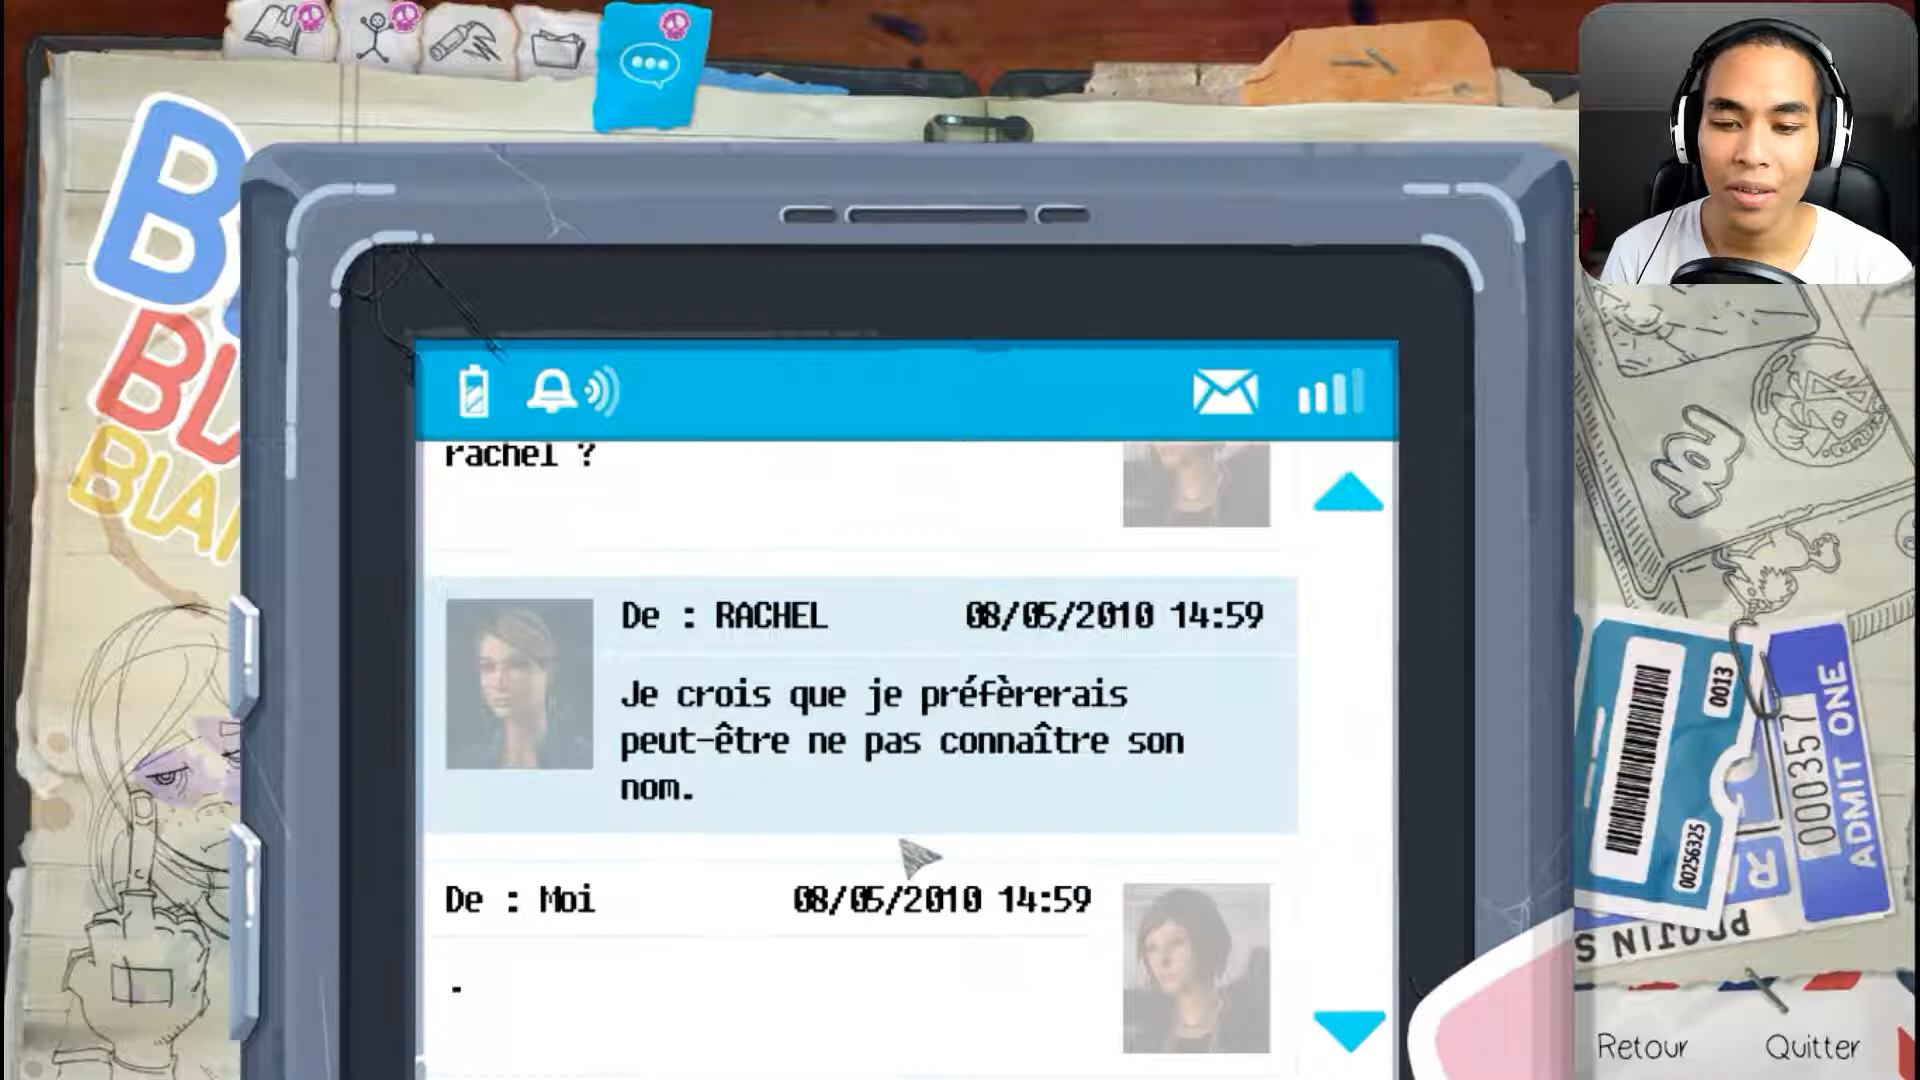 rachel ?
De : RACHEL 08/05/2010 14:59
Je crois que je préfèrerais
peut-être ne pas connaître son
nom.
De : Moi 08/05/2010 14:59
-
0013
00256325
000357
ADMIT ONE
Retour
Quitter